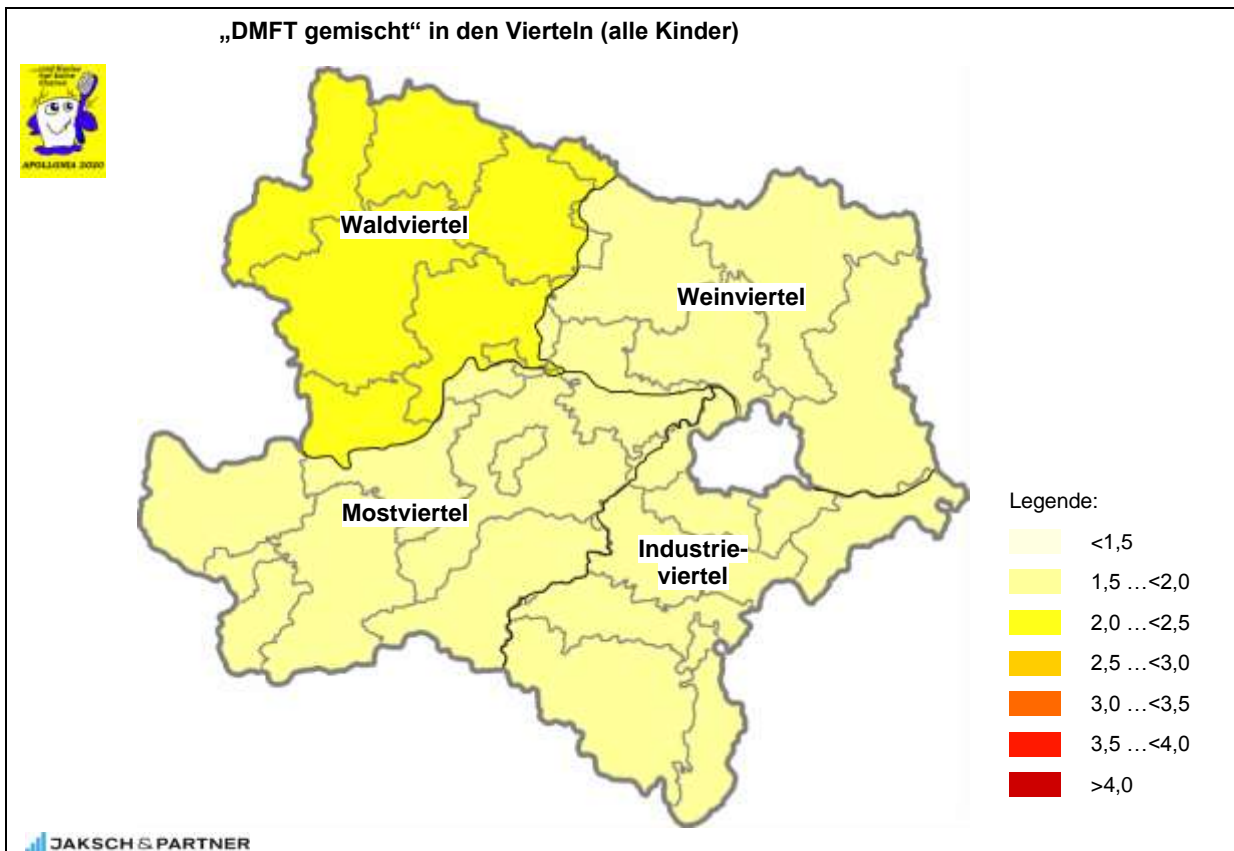 „DMFT gemischt“ in den Vierteln (alle Kinder)
APOLLONIA 2020
Waldviertel
Weinviertel
Mostviertel
Industrie-
viertel
Legende:
<1,5
1,5 …<2,0
2,0 …<2,5
2,5 …<3,0
3,0 …<3,5
3,5 …<4,0
>4,0
JAKSCH & PARTNER